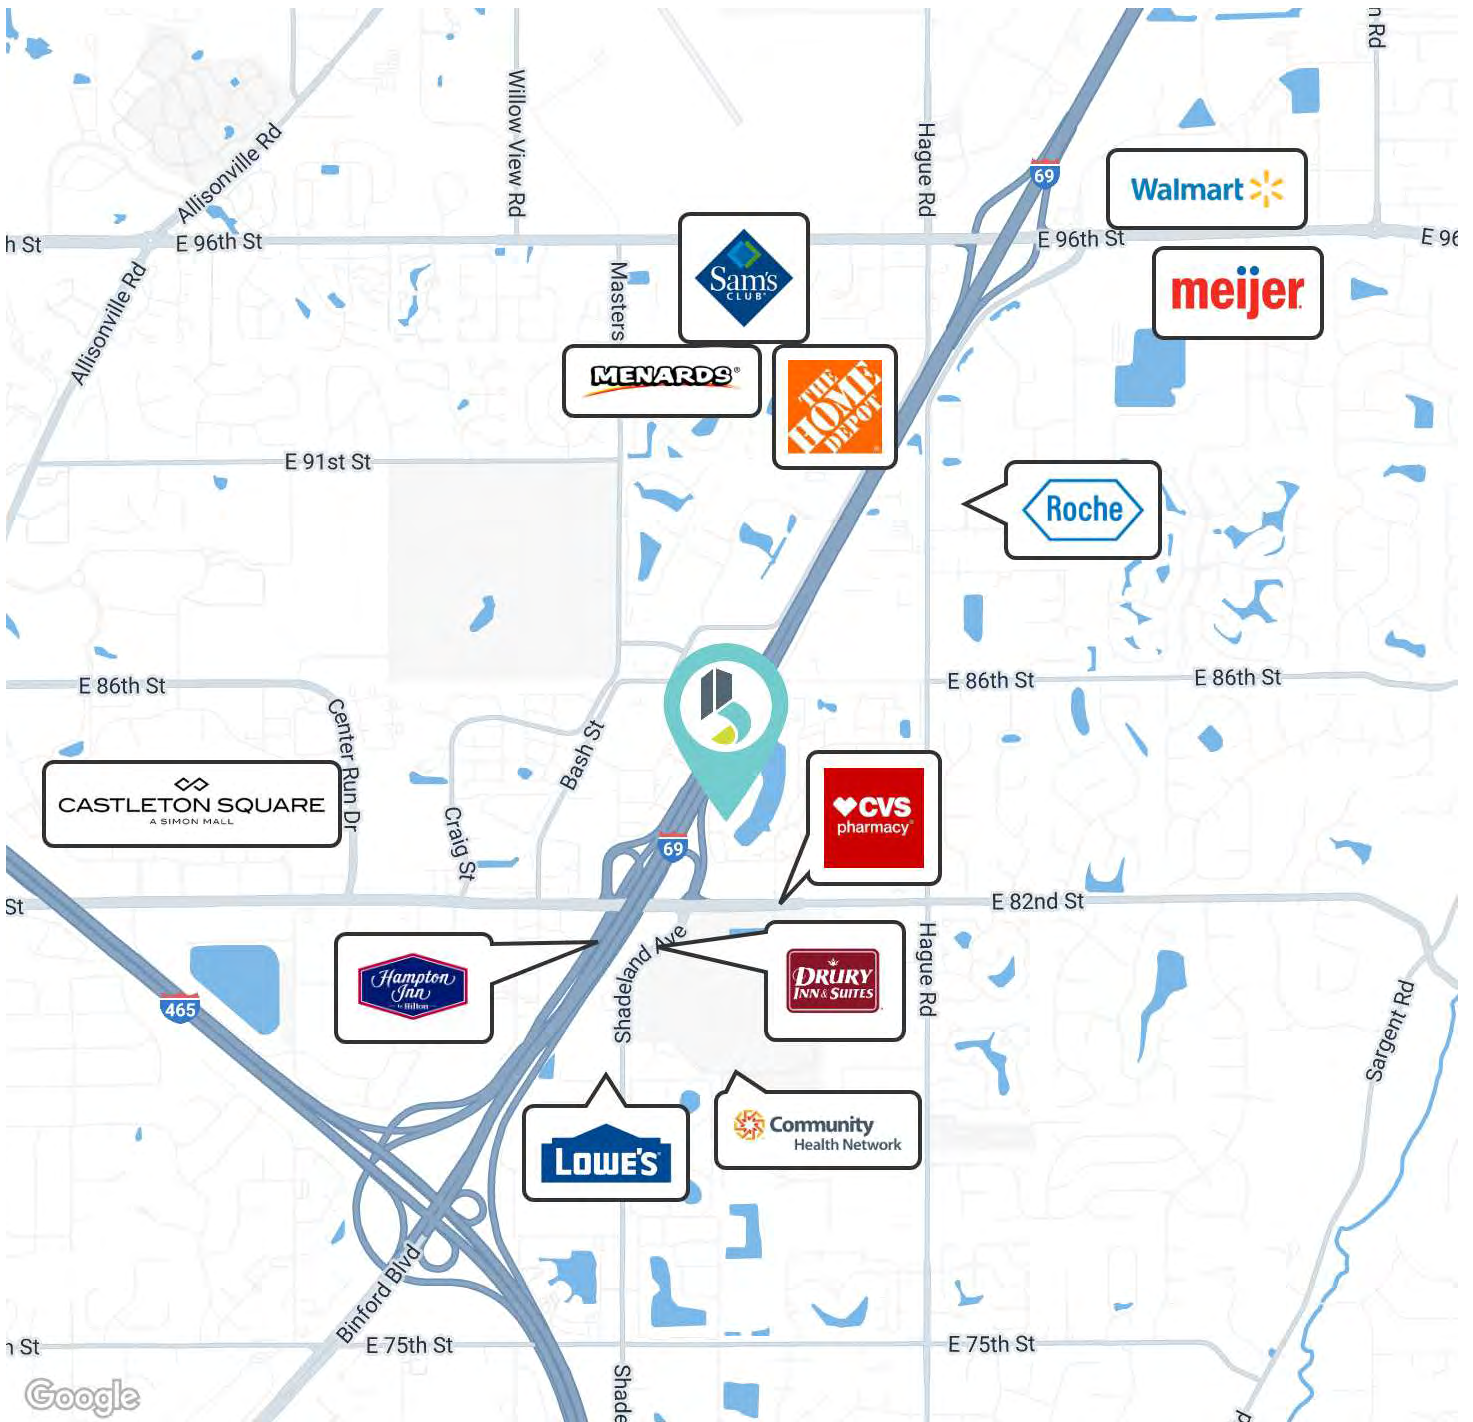 n Rd
Willow View Rd
Hague Rd
Allisonville Rd
69
Walmart
h St
E 96th St
E 96th St
E 96
Sam's
CLUB
Masters
Allisonville Rd
meijer
MENARDS®
THE
HOME
DEPOT
E 91st St
Roche
E 86th St
E 86th St
E 86th St
Center Run Dr
Bash St
CASTLETON SQUARE
A SIMON MALL
Craig St
CVS
pharmacy
69
St
E 82nd St
Shadeland Ave
Hague Rd
Hampton
Inn
by Hilton
DRURY
INN & SUITES
465
Sargent Rd
Community
Health Network
LOWE'S
Binford Blvd
n St
E 75th St
E 75th St
Shade
Google